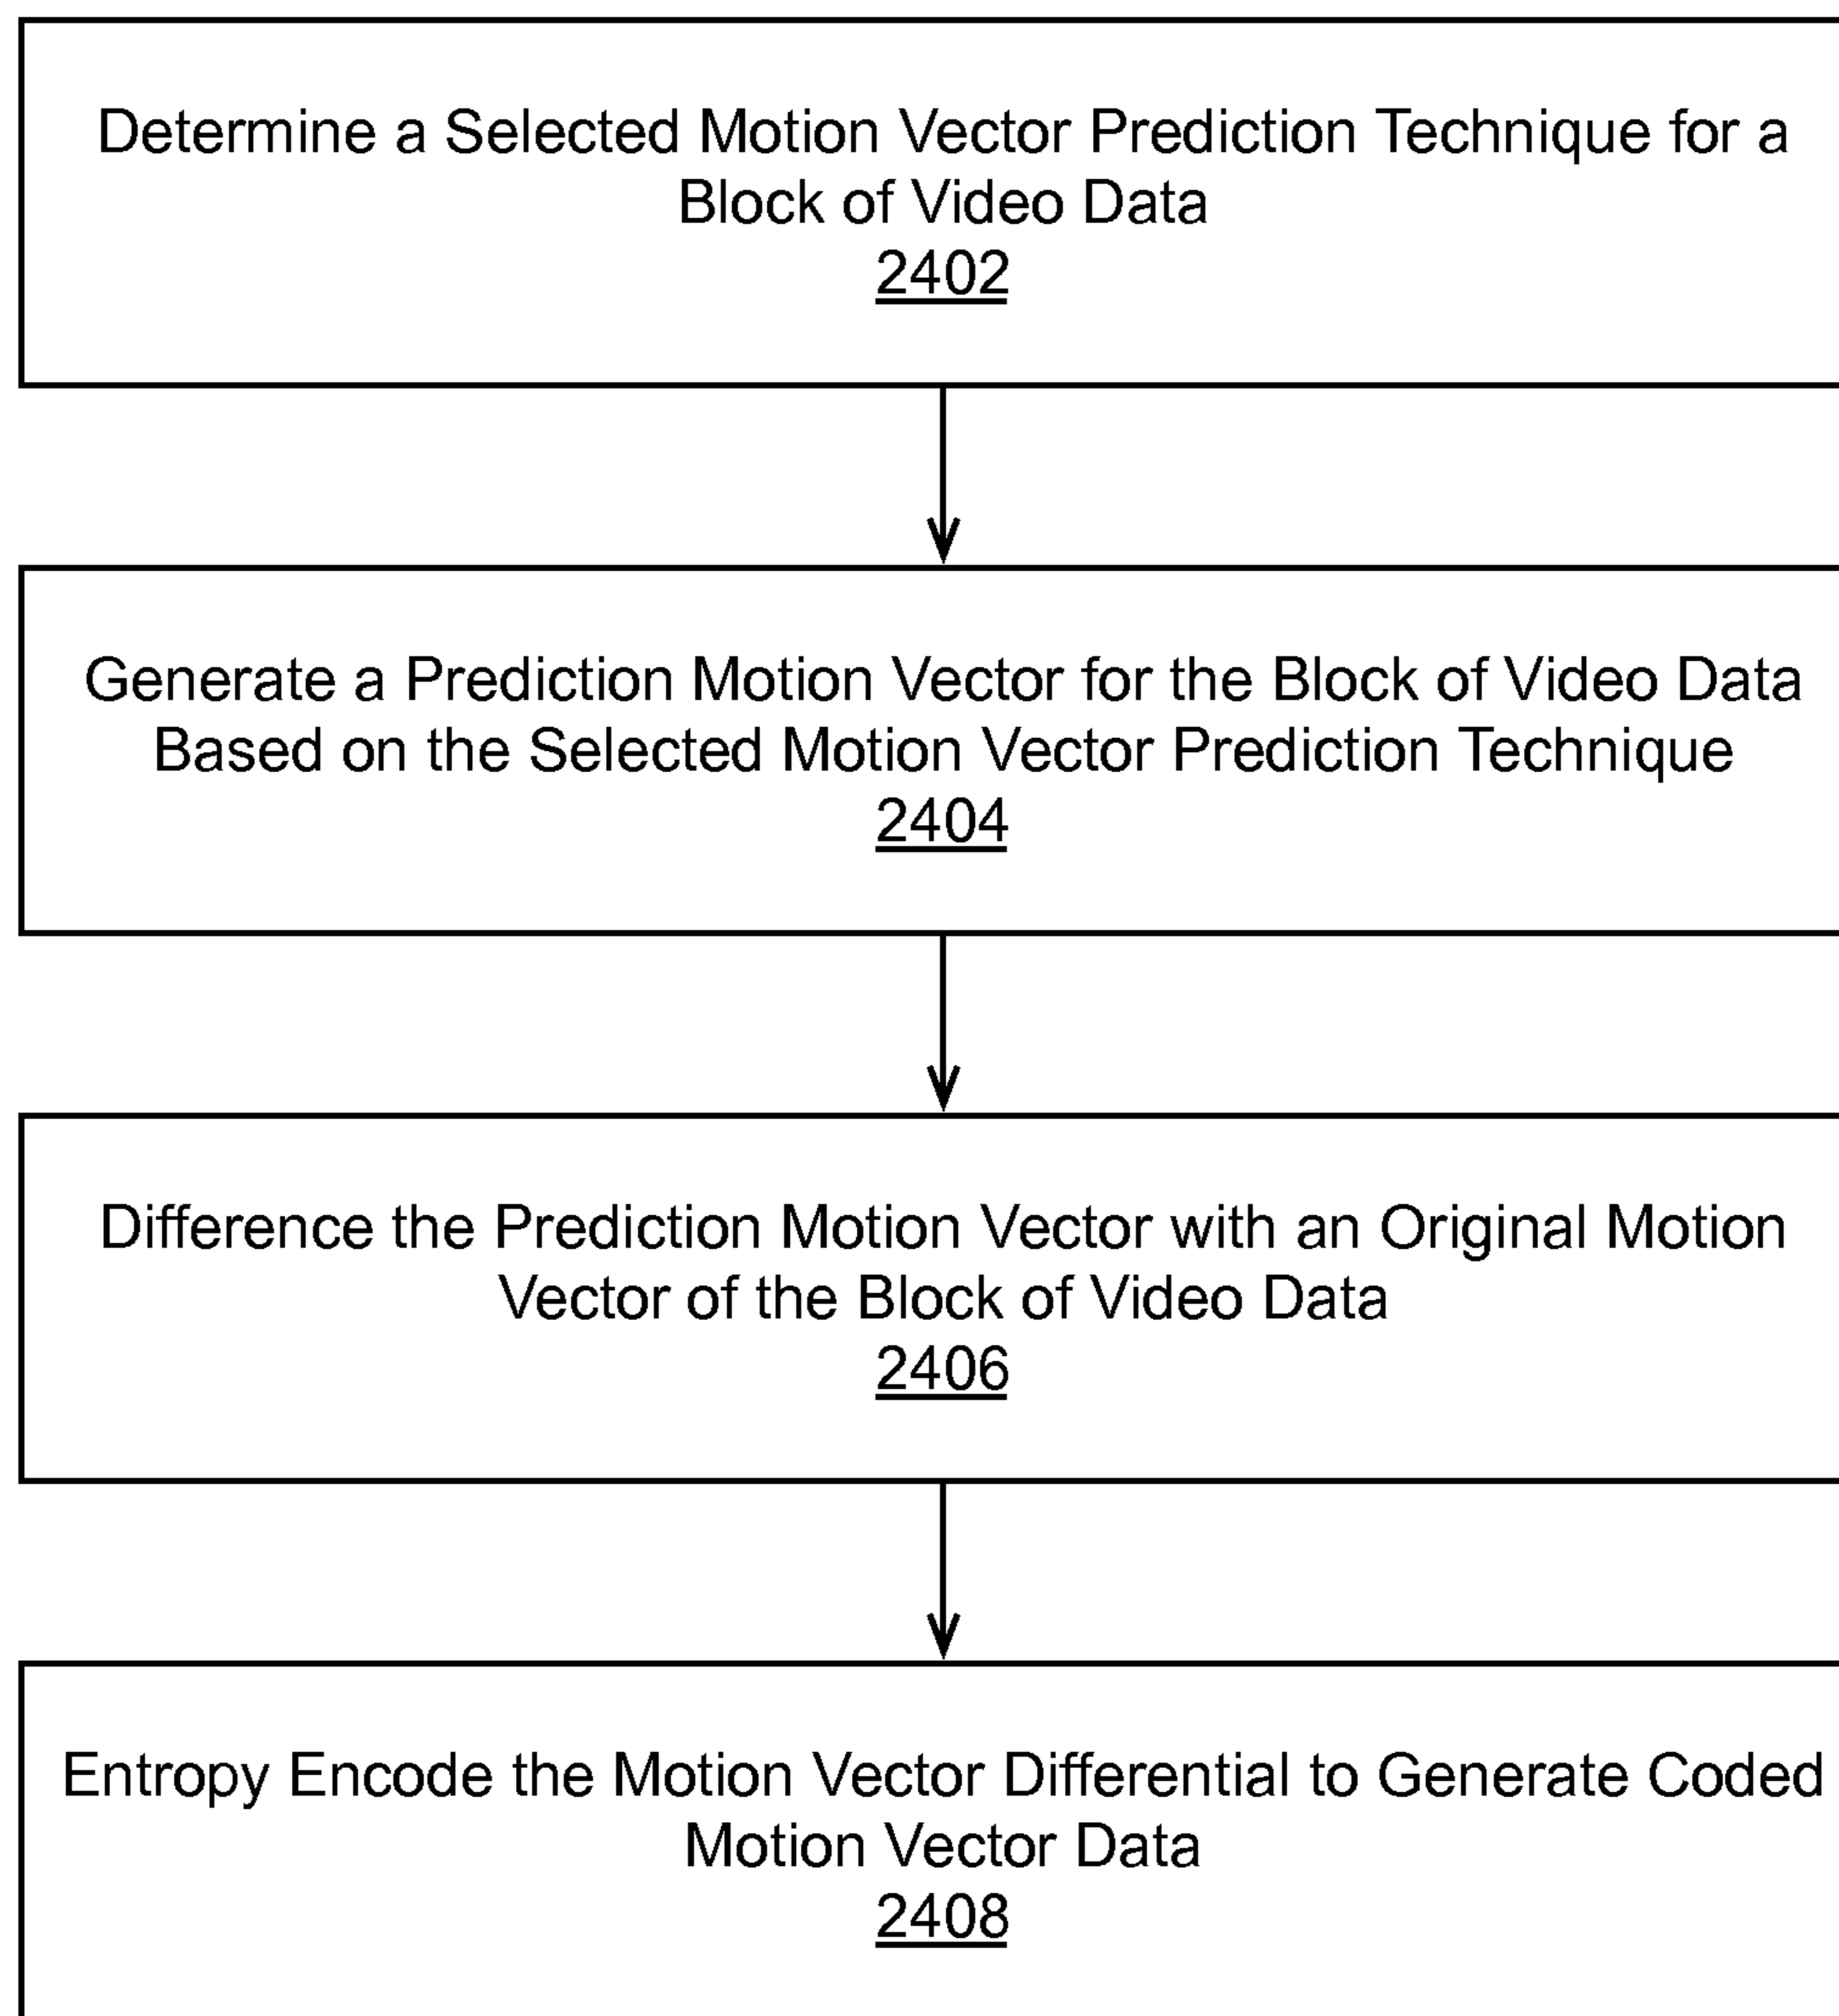 Determine a Selected Motion Vector Prediction Technique for a
Block of Video Data
2402
Generate a Prediction Motion Vector for the Block of Video Data
Based on the Selected Motion Vector Prediction Technique
2404
Difference the Prediction Motion Vector with an Original Motion
Vector of the Block of Video Data
2406
Entropy Encode the Motion Vector Differential to Generate Coded
Motion Vector Data
2408